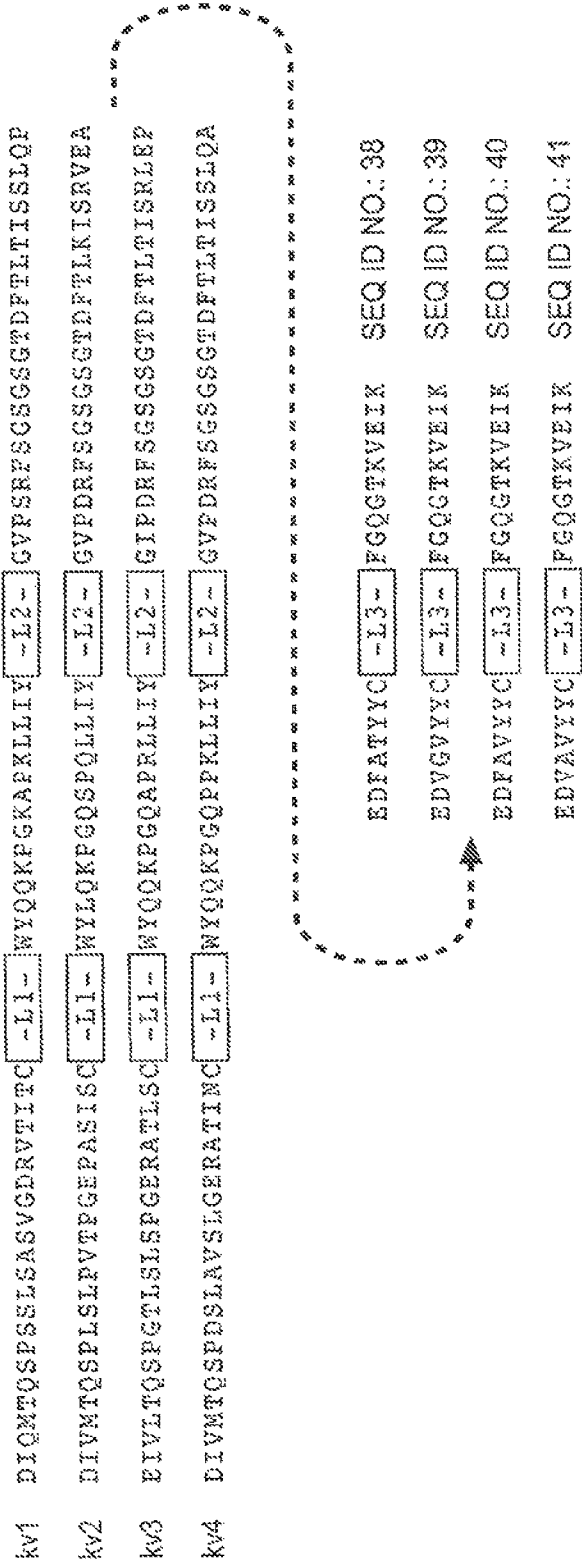 kv1 DIQMTQSPSSLSASVGDRVTITC ~L1~ WYQQKPGKAPKLLIY ~L2~ GVPSRFSGSGSGTDFTLTISSLQP
kv2 DIVMTQSPLSLPVTPGEPASISC ~L1~ WYLQKPGQSPQLLIY ~L2~ GVPDRFSGSGSGTDFTLKISRVEA
kv3 EIVLTQSPGTLSLSPGERATLSC ~L1~ WYQQKPGQAPRLLIY ~L2~ GIPDRFSGSGSGTDFTLTISRLEP
kv4 DIVMTQSPDSLAVSLGERATINC ~L1~ WYQQKPGQPPKLLIY ~L2~ GVPDRFSGSGSGTDFTLTISSLQA
EDFATYYC ~L3~ FGQGTKVEIK SEQ ID NO.: 38
EDVGVYYC ~L3~ FGQGTKVEIK SEQ ID NO.: 39
EDFAVYYC ~L3~ FGQGTKVEIK SEQ ID NO.: 40
EDVAVYYC ~L3~ FGQGTKVEIK SEQ ID NO.: 41